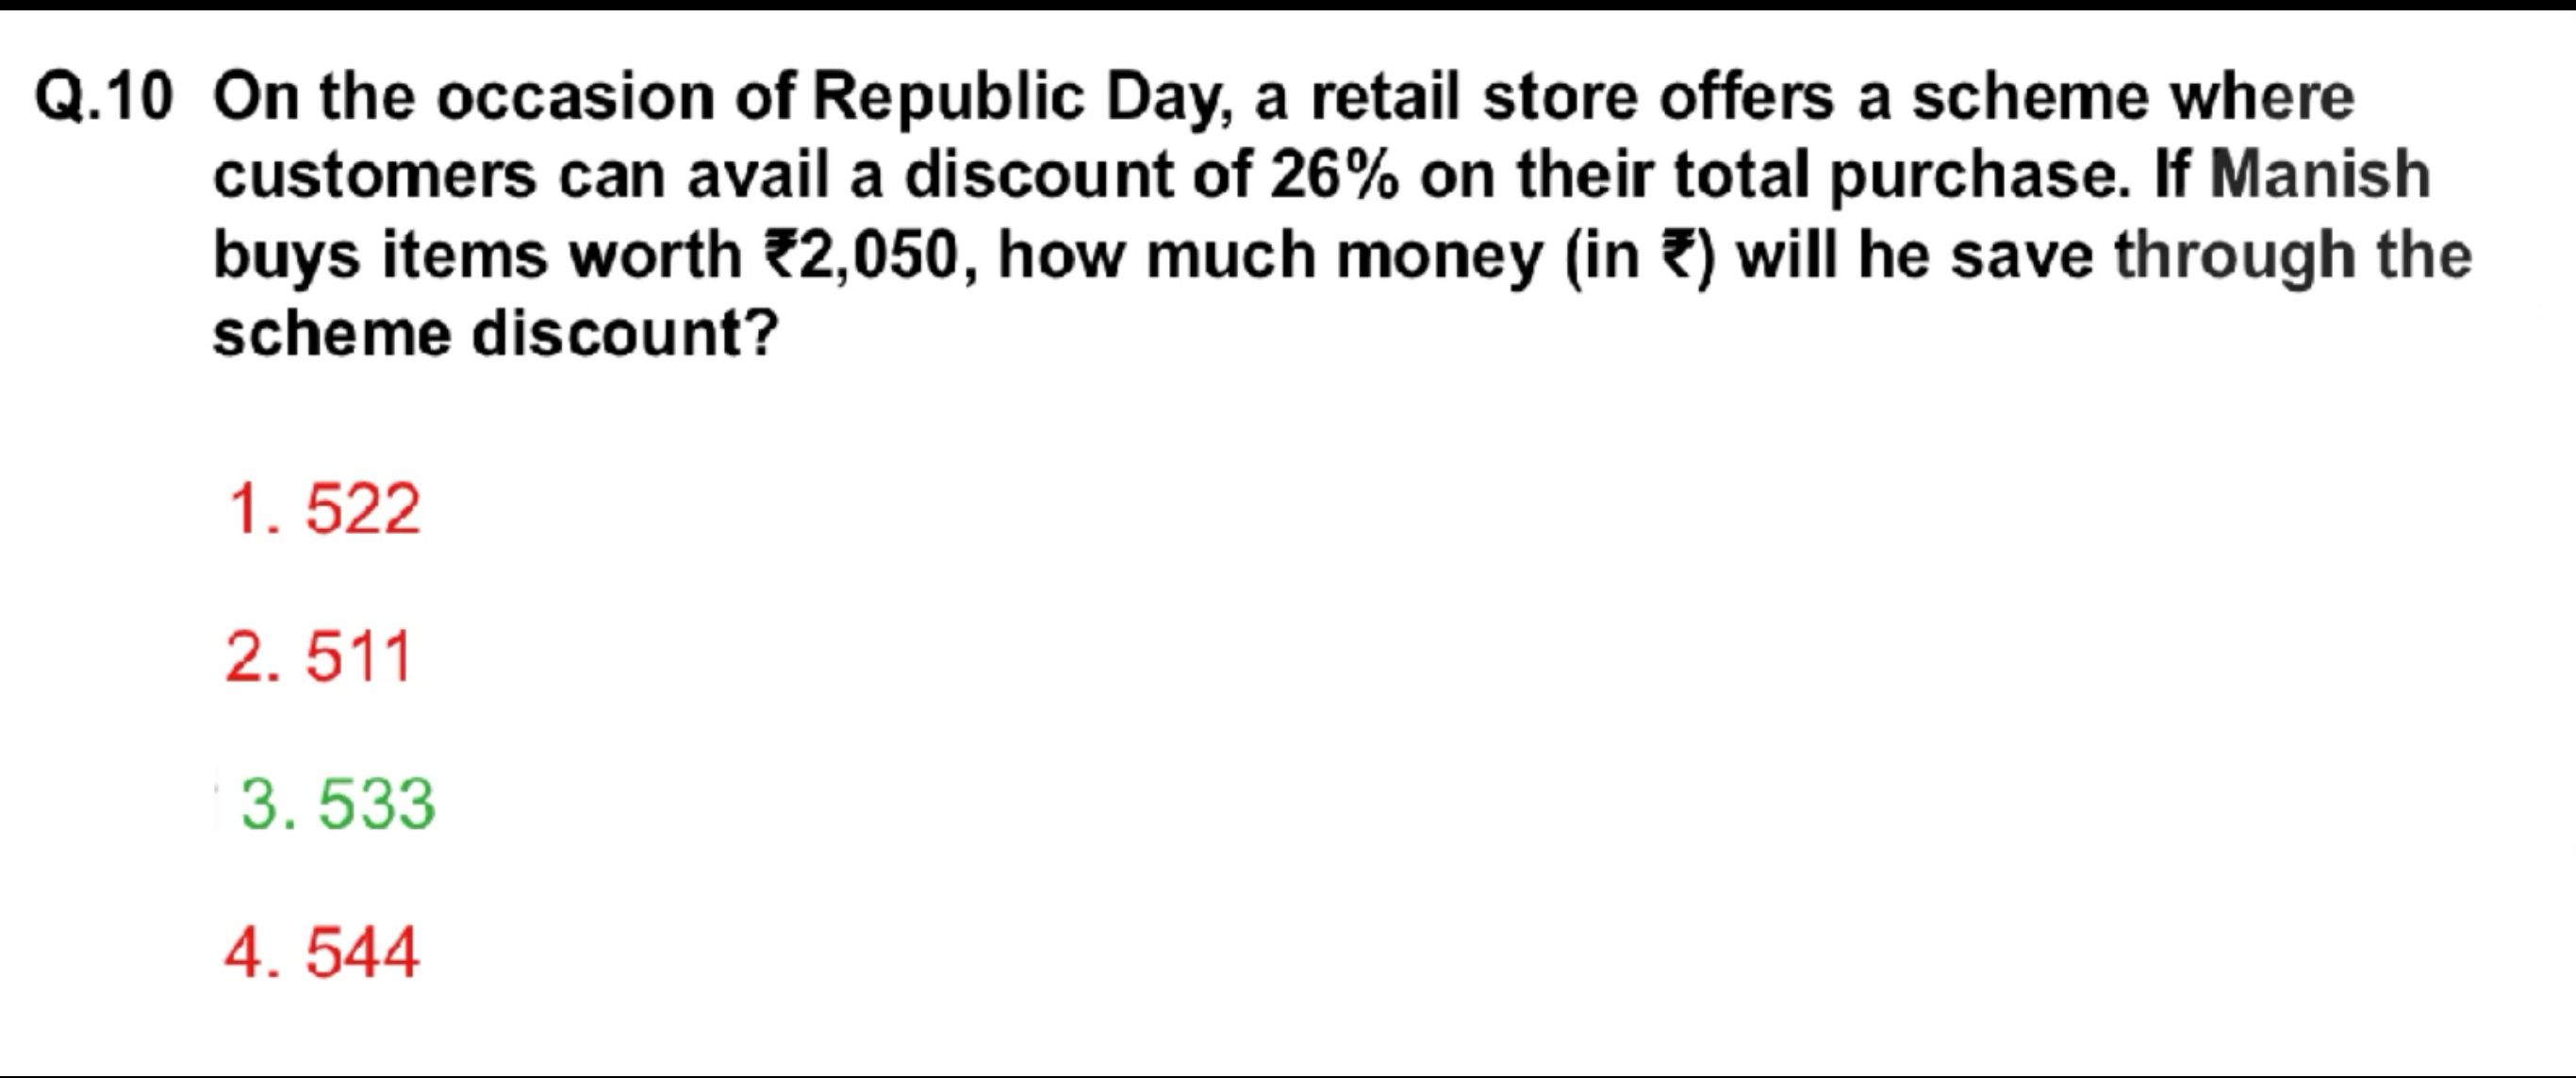 Q.10 On the occasion of Republic Day, a retail store offers a scheme where
customers can avail a discount of 26% on their total purchase. If Manish
buys items worth ₹2,050, how much money (in ₹) will he save through the
scheme discount?
1. 522
2. 511
3. 533
4. 544